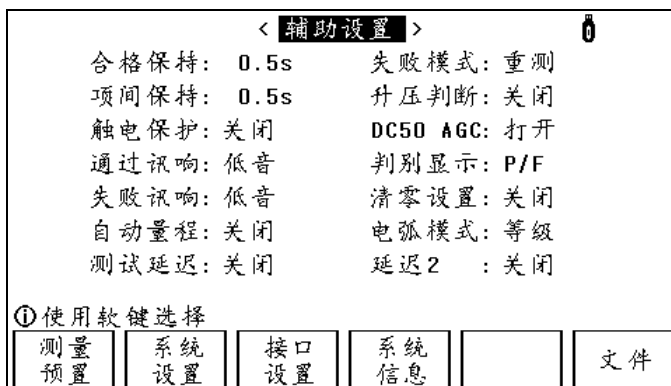 < 辅助设置 >
合格保持: 0.5s 失败模式: 重测
项间保持: 0.5s 升压判断: 关闭
触电保护: 关闭 DC50 AGC: 打开
通过讯响: 低音 判别显示: P/F
失败讯响: 低音 清零设置: 关闭
自动量程: 关闭 电弧模式: 等级
测试延迟: 关闭 延迟2 : 关闭
①使用软键选择
测量 系统 接口 系统
预置 设置 设置 信息 文件